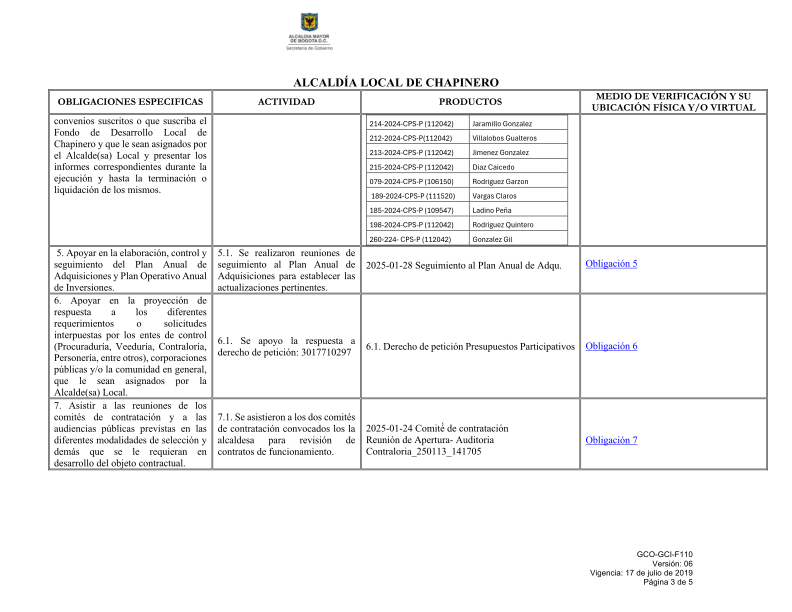 ALCALDIA MAYOR
DE BOGOTA D.C.
Secretaría de Gobierno
ALCALDÍA LOCAL DE CHAPINERO
OBLIGACIONES ESPECIFICAS
ACTIVIDAD
PRODUCTOS
MEDIO DE VERIFICACIÓN Y SU
UBICACIÓN FÍSICA Y/O VIRTUAL
convenios suscritos o que suscriba el
Fondo de Desarrollo Local de
Chapinero y que le sean asignados por
el Alcalde(sa) Local y presentar los
informes correspondientes durante la
ejecución y hasta la terminación o
liquidación de los mismos.
214-2024-CPS-P (112042) Jaramillo Gonzalez
212-2024-CPS-P(112042) Villalobos Gualteros
213-2024-CPS-P (112042) Jimenez Gonzalez
215-2024-CPS-P (112042) Diaz Caicedo
079-2024-CPS-P (106150) Rodriguez Garzon
189-2024-CPS-P (111520) Vargas Claros
185-2024-CPS-P (109547) Ladino Peña
198-2024-CPS-P (112042) Rodriguez Quintero
260-224- CPS-P (112042) Gonzalez Gil
5. Apoyar en la elaboración, control y
seguimiento del Plan Anual de
Adquisiciones y Plan Operativo Anual
de Inversiones.
5.1. Se realizaron reuniones de
seguimiento al Plan Anual de
Adquisiciones para establecer las
actualizaciones pertinentes.
2025-01-28 Seguimiento al Plan Anual de Adqu.
Obligación 5
6. Apoyar en la proyección de
respuesta a los diferentes
requerimientos o solicitudes
interpuestas por los entes de control
(Procuraduría, Veeduría, Contraloría,
Personería, entre otros), corporaciones
públicas y/o la comunidad en general,
que le sean asignados por la
Alcalde(sa) Local.
6.1. Se apoyo la respuesta a
derecho de petición: 3017710297
6.1. Derecho de petición Presupuestos Participativos
Obligación 6
7. Asistir a las reuniones de los
comités de contratación y a las
audiencias públicas previstas en las
diferentes modalidades de selección y
demás que se le requieran en
desarrollo del objeto contractual.
7.1. Se asistieron a los dos comités
de contratación convocados los la
alcaldesa para revisión de
contratos de funcionamiento.
2025-01-24 Comité de contratación
Reunión de Apertura- Auditoria
Contraloria_250113_141705
Obligación 7
GCO-GCI-F110
Versión: 06
Vigencia: 17 de julio de 2019
Página 3 de 5